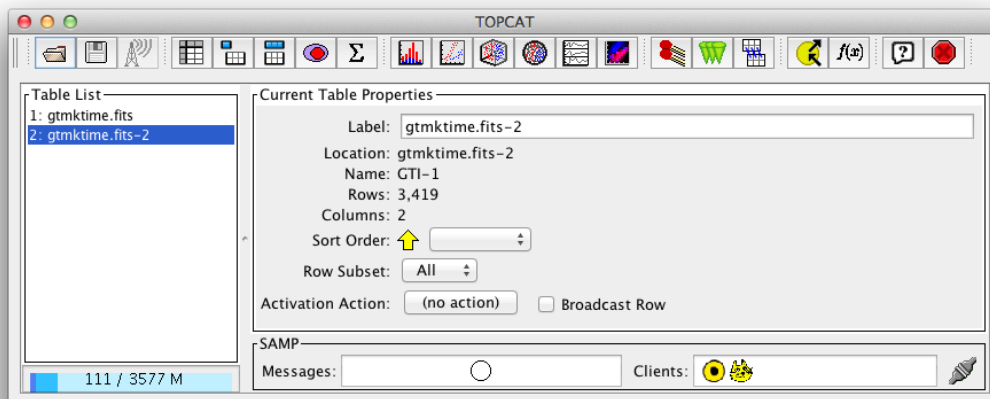 TOPCAT
Σ f(x) ?
Table List
1: gtmktime.fits
2: gtmktime.fits-2
111 / 3577 M
Current Table Properties
Label: gtmktime.fits-2
Location: gtmktime.fits-2
Name: GTI-1
Rows: 3,419
Columns: 2
Sort Order:
Row Subset: All
Activation Action: (no action) Broadcast Row
SAMP
Messages: Clients: